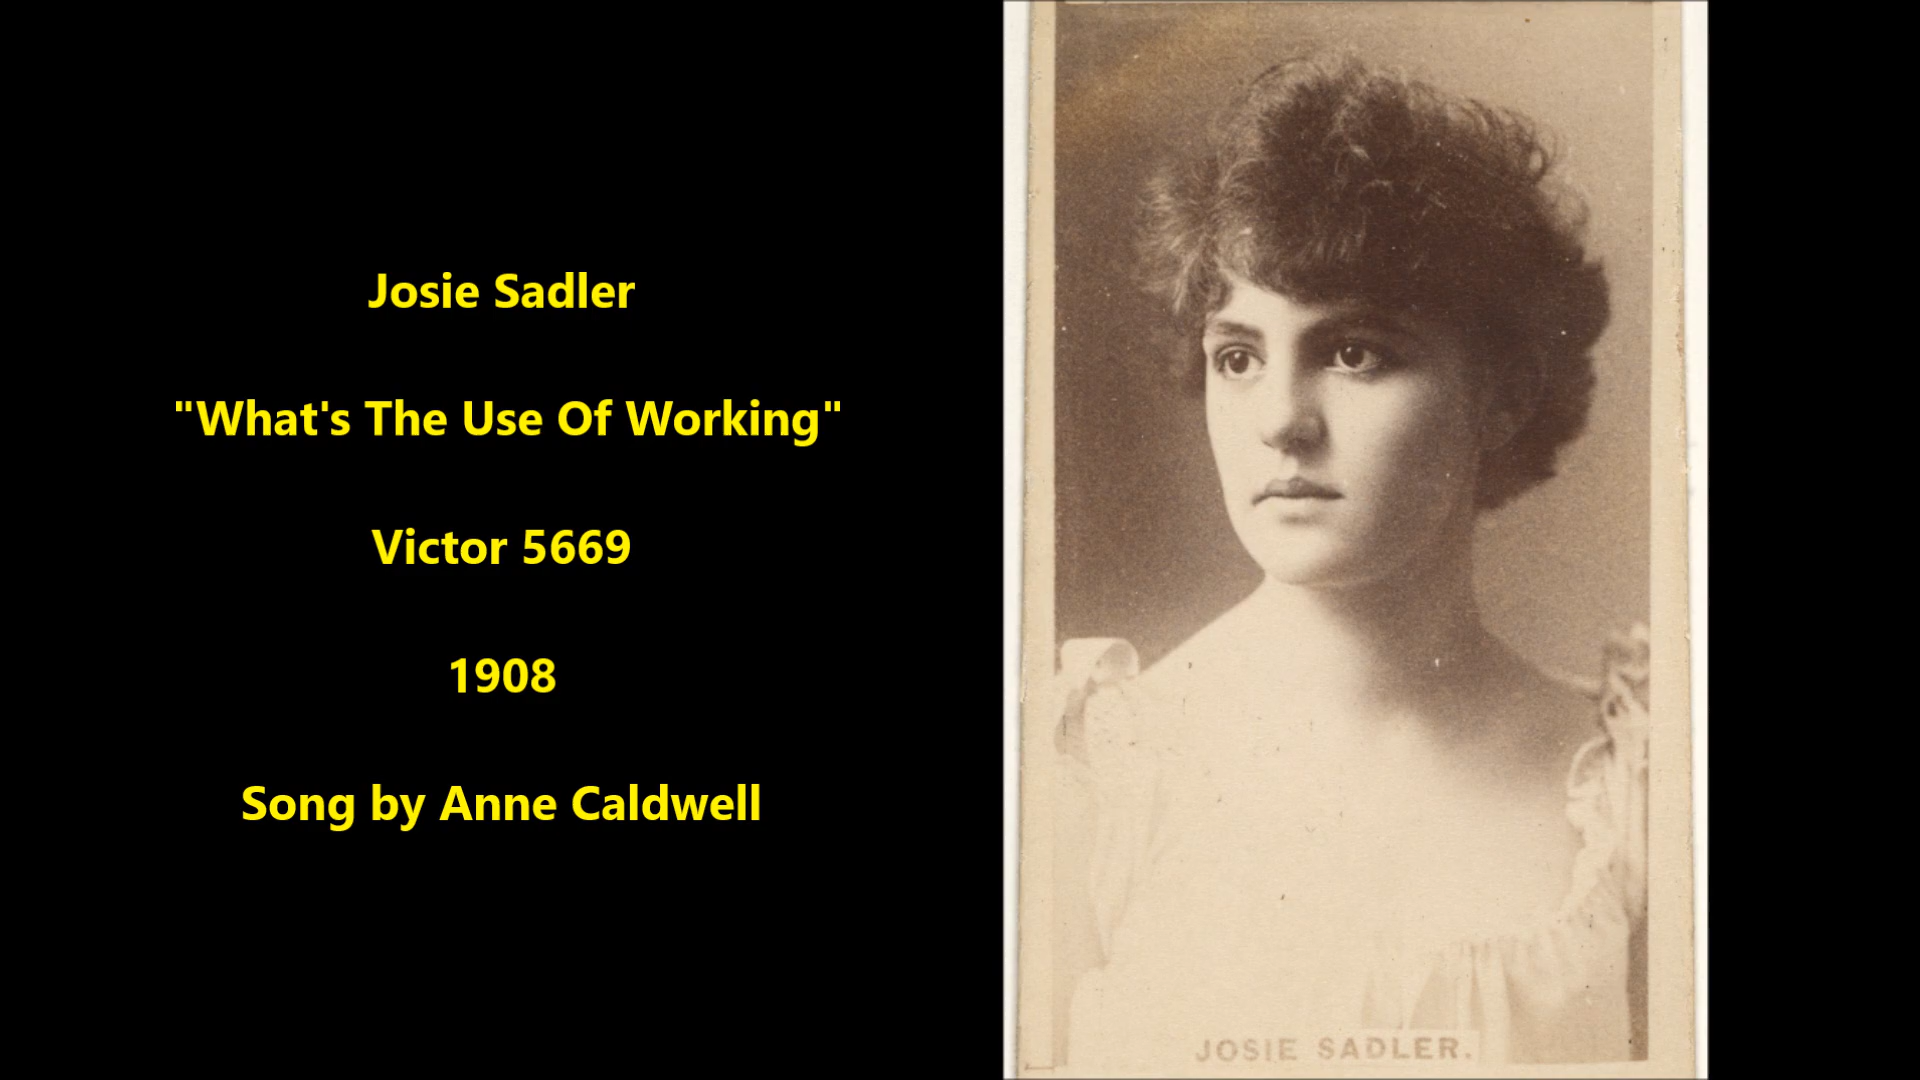 Josie Sadler
"What's The Use Of Working"
Victor 5669
1908
Song by Anne Caldwell
JOSIE SADLER.